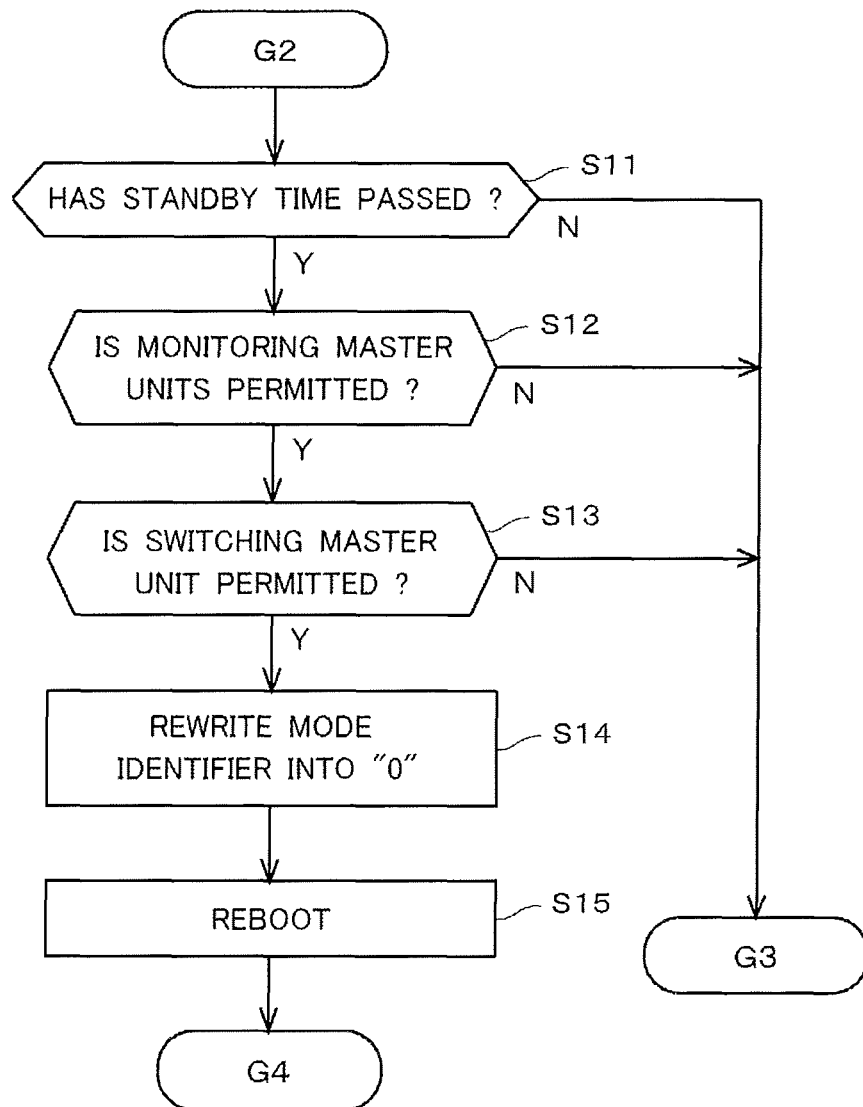 G2
HAS STANDBY TIME PASSED ?
S11
N
Y
IS MONITORING MASTER
UNITS PERMITTED ?
S12
N
Y
IS SWITCHING MASTER
UNIT PERMITTED ?
S13
N
Y
REWRITE MODE
IDENTIFIER INTO "0"
S14
REBOOT
S15
G3
G4